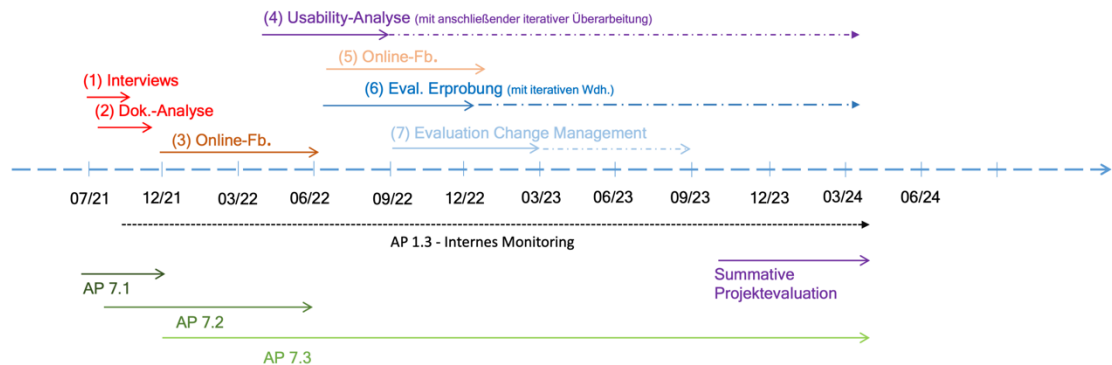 (4) Usability-Analyse (mit anschließender iterativer Überarbeitung)
(5) Online-Fb.
(1) Interviews
(6) Eval. Erprobung (mit iterativen Wdh.)
(2) Dok.-Analyse
(3) Online-Fb.
(7) Evaluation Change Management
07/21 12/21 03/22 06/22 09/22 12/22 03/23 06/23 09/23 12/23 03/24 06/24
AP 1.3 - Internes Monitoring
AP 7.1
Summative
Projektevaluation
AP 7.2
AP 7.3